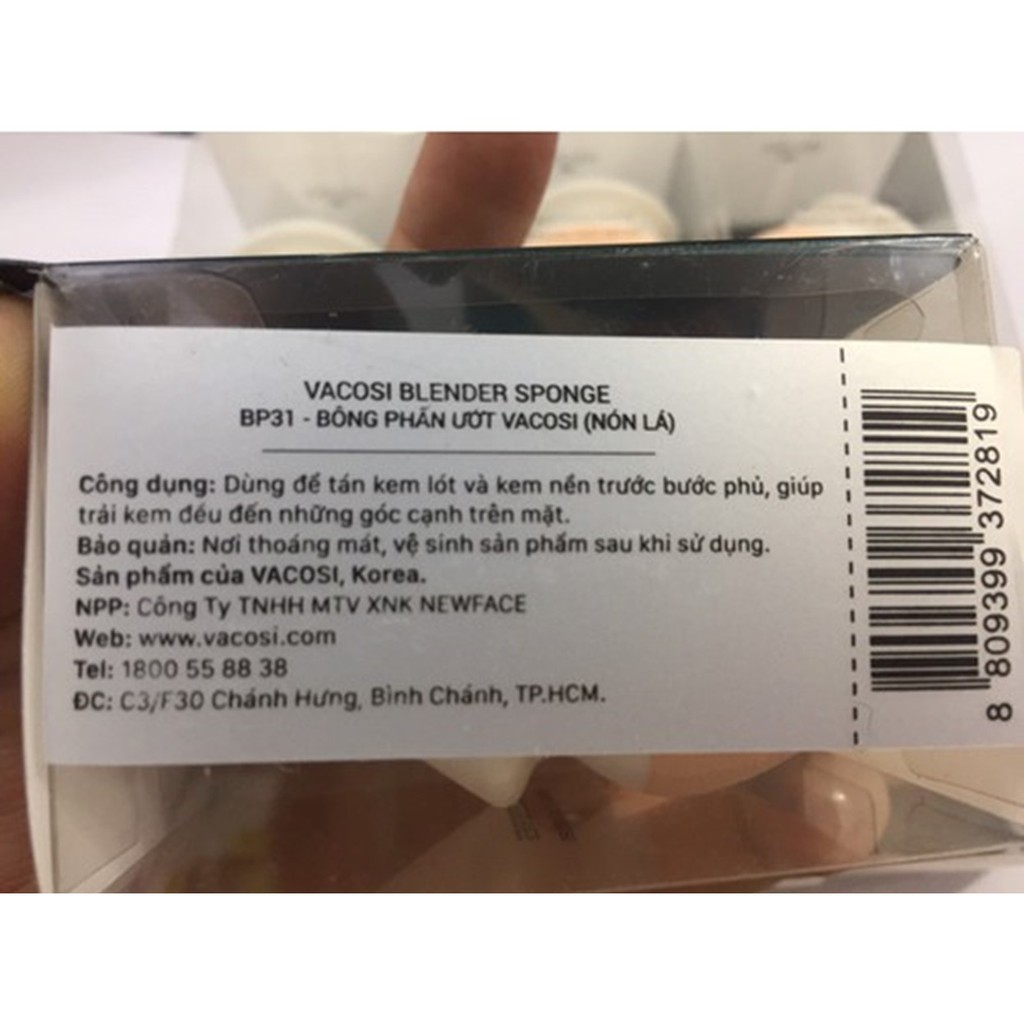 VACOSI BLENDER SPONGE
BP31 - BÔNG PHẤN ƯỚT VACOSI (NÓN LÁ)
Công dụng: Dùng để tán kem lót và kem nền trước bước phủ, giúp
trải kem đều đến những góc cạnh trên mặt.
Bảo quản: Nơi thoáng mát, vệ sinh sản phẩm sau khi sử dụng.
Sản phẩm của VACOSI, Korea.
NPP: Công Ty TNHH MTV XNK NEWFACE
Web: www.vacosi.com
Tel: 1800 55 88 38
ĐC: C3/F30 Chánh Hưng, Bình Chánh, TP.HCM.
8 809399 372819